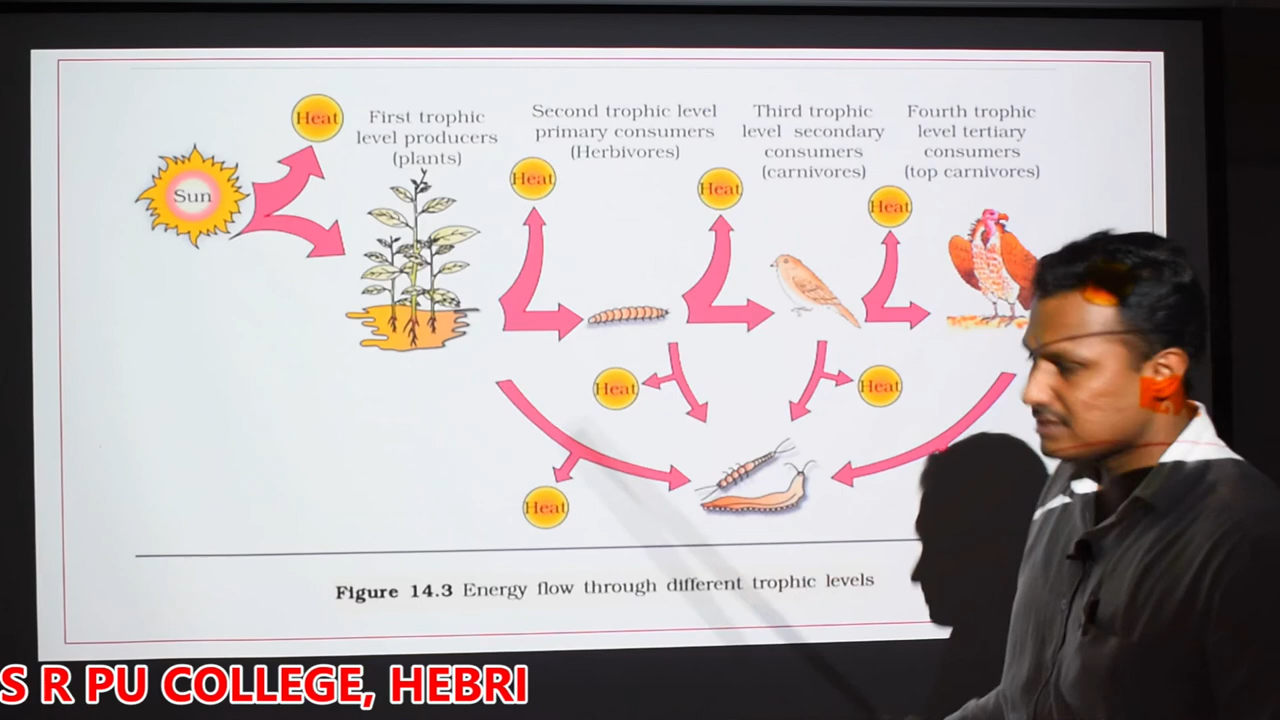 Heat
Sun
First trophic
level producers
(plants)
Second trophic level
primary consumers
(Herbivores)
Third trophic
level secondary
consumers
(carnivores)
Fourth trophic
level tertiary
consumers
(top carnivores)
Heat
Heat
Heat
Heat
Heat
Heat
Figure 14.3 Energy flow through different trophic levels
S R PU COLLEGE, HEBRI